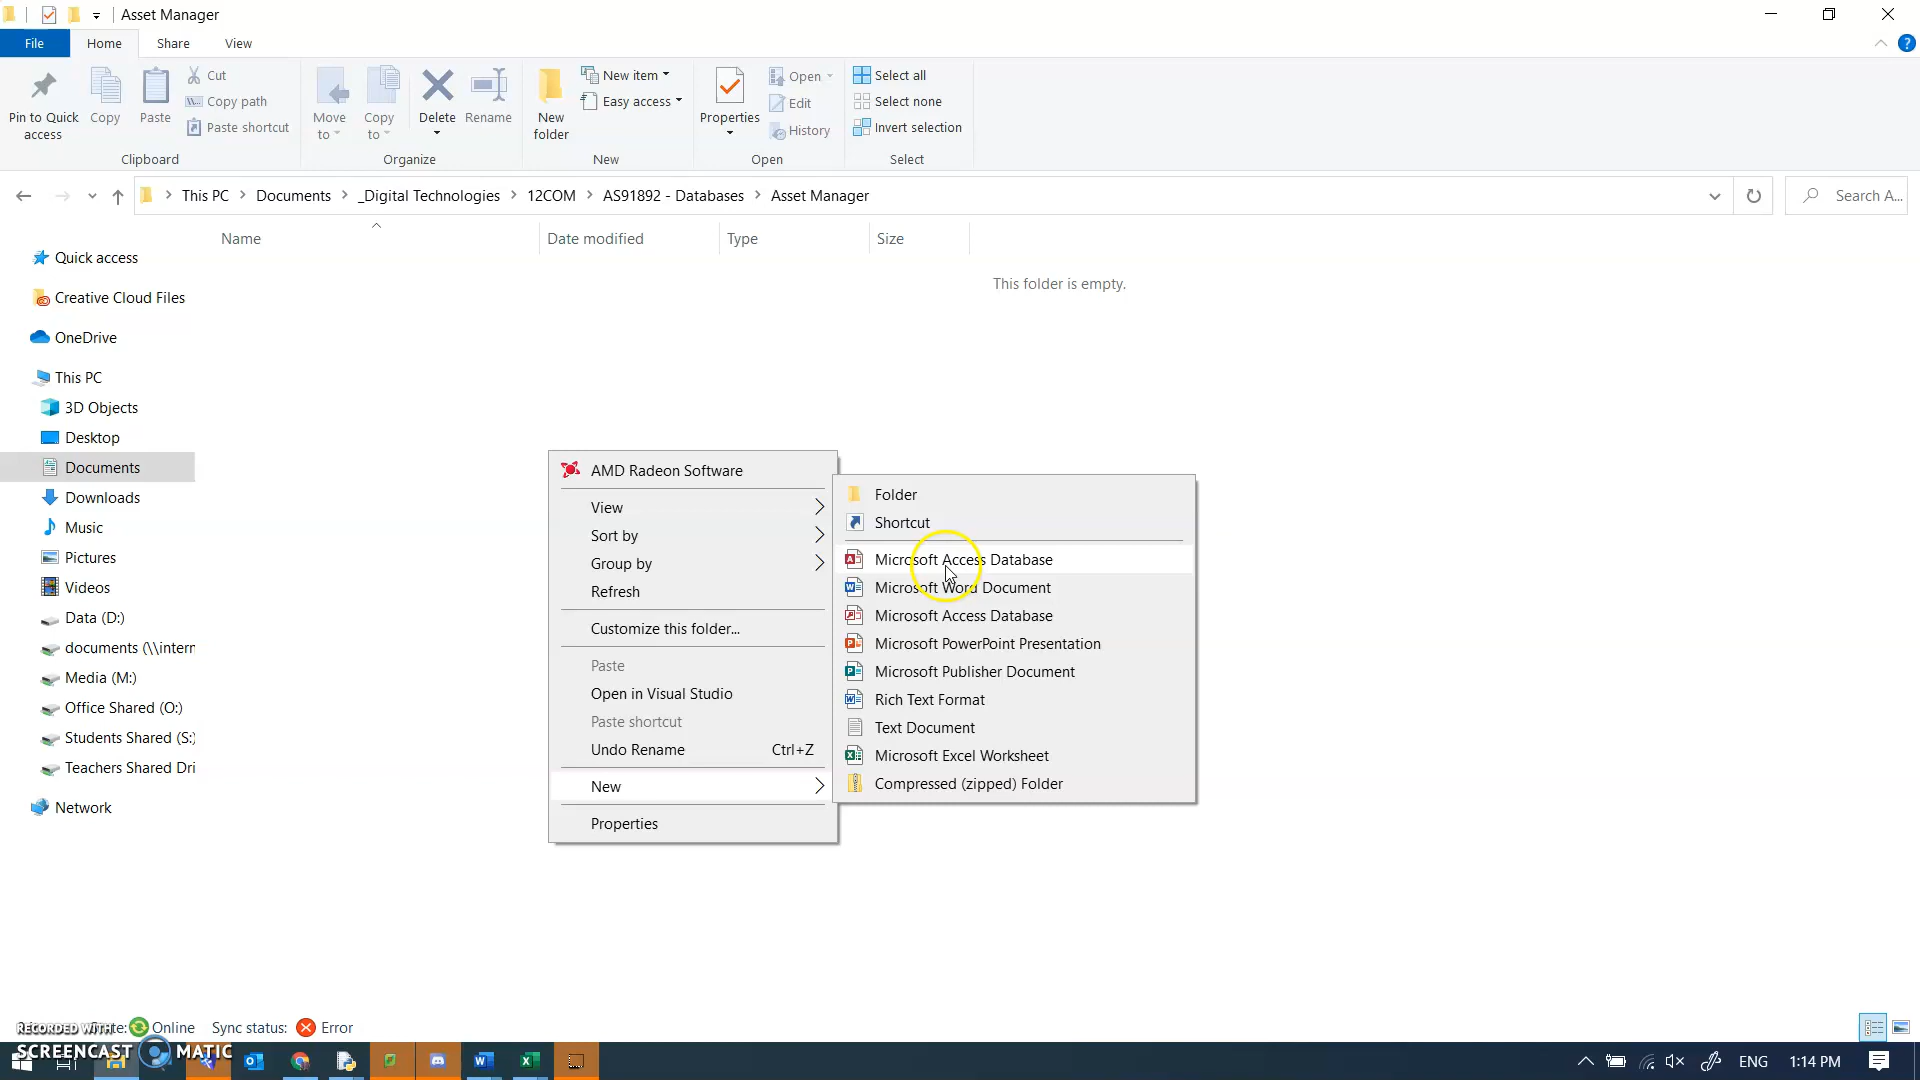 Asset Manager
File Home Share View
Pin to Quick access
Copy
Paste
Cut
Copy path
Paste shortcut
Clipboard
Move to
Copy to
Delete
Rename
Organize
New folder
New item
Easy access
New
Properties
Open
Edit
History
Open
Select all
Select none
Invert selection
Select
This PC > Documents > _Digital Technologies > 12COM > AS91892 - Databases > Asset Manager
Search A...
Name Date modified Type Size
This folder is empty.
Quick access
Creative Cloud Files
OneDrive
This PC
3D Objects
Desktop
Documents
Downloads
Music
Pictures
Videos
Data (D:)
documents (\\intern
Media (M:)
Office Shared (O:)
Students Shared (S:)
Teachers Shared Dri
Network
AMD Radeon Software
View
Sort by
Group by
Refresh
Customize this folder...
Paste
Open in Visual Studio
Paste shortcut
Undo Rename Ctrl+Z
New
Properties
Folder
Shortcut
Microsoft Access Database
Microsoft Word Document
Microsoft Access Database
Microsoft PowerPoint Presentation
Microsoft Publisher Document
Rich Text Format
Text Document
Microsoft Excel Worksheet
Compressed (zipped) Folder
Online Sync status: Error
RECORDED WITH
SCREENCAST MATIC
ENG 1:14 PM